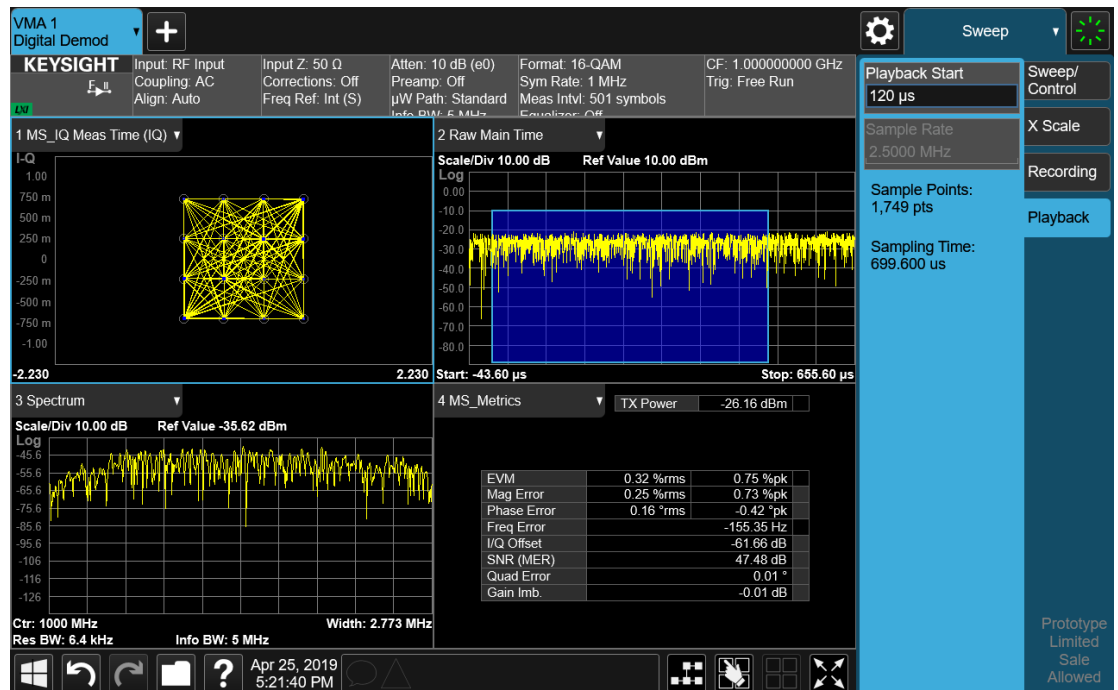 VMA 1
Digital Demod
Sweep
KEYSIGHT
LXI
Input: RF Input
Coupling: AC
Align: Auto
Input Z: 50 Ω
Corrections: Off
Freq Ref: Int (S)
Atten: 10 dB (e0)
Preamp: Off
µW Path: Standard
Info BW: 5 MHz
Format: 16-QAM
Sym Rate: 1 MHz
Meas Intvl: 501 symbols
Equalizer: Off
CF: 1.000000000 GHz
Trig: Free Run
1 MS_IQ Meas Time (IQ)
I-Q
1.00
750 m
500 m
250 m
0
-250 m
-500 m
-750 m
-1.00
-2.230
2.230
2 Raw Main Time
Scale/Div 10.00 dB Ref Value 10.00 dBm
Log
0.00
-10.0
-20.0
-30.0
-40.0
-50.0
-60.0
-70.0
-80.0
Start: -43.60 µs
Stop: 655.60 µs
3 Spectrum
Scale/Div 10.00 dB Ref Value -35.62 dBm
Log
-45.6
-55.6
-65.6
-75.6
-85.6
-95.6
-106
-116
-126
Ctr: 1000 MHz
Width: 2.773 MHz
Res BW: 6.4 kHz
Info BW: 5 MHz
4 MS_Metrics
TX Power -26.16 dBm
EVM 0.32 %rms 0.75 %pk
Mag Error 0.25 %rms 0.73 %pk
Phase Error 0.16 °rms -0.42 °pk
Freq Error -155.35 Hz
I/Q Offset -61.66 dB
SNR (MER) 47.48 dB
Quad Error 0.01 °
Gain Imb. -0.01 dB
Playback Start
120 µs
Sample Rate
2.5000 MHz
Sample Points:
1,749 pts
Sampling Time:
699.600 us
Sweep/
Control
X Scale
Recording
Playback
Prototype
Limited
Sale
Allowed
?
Apr 25, 2019
5:21:40 PM